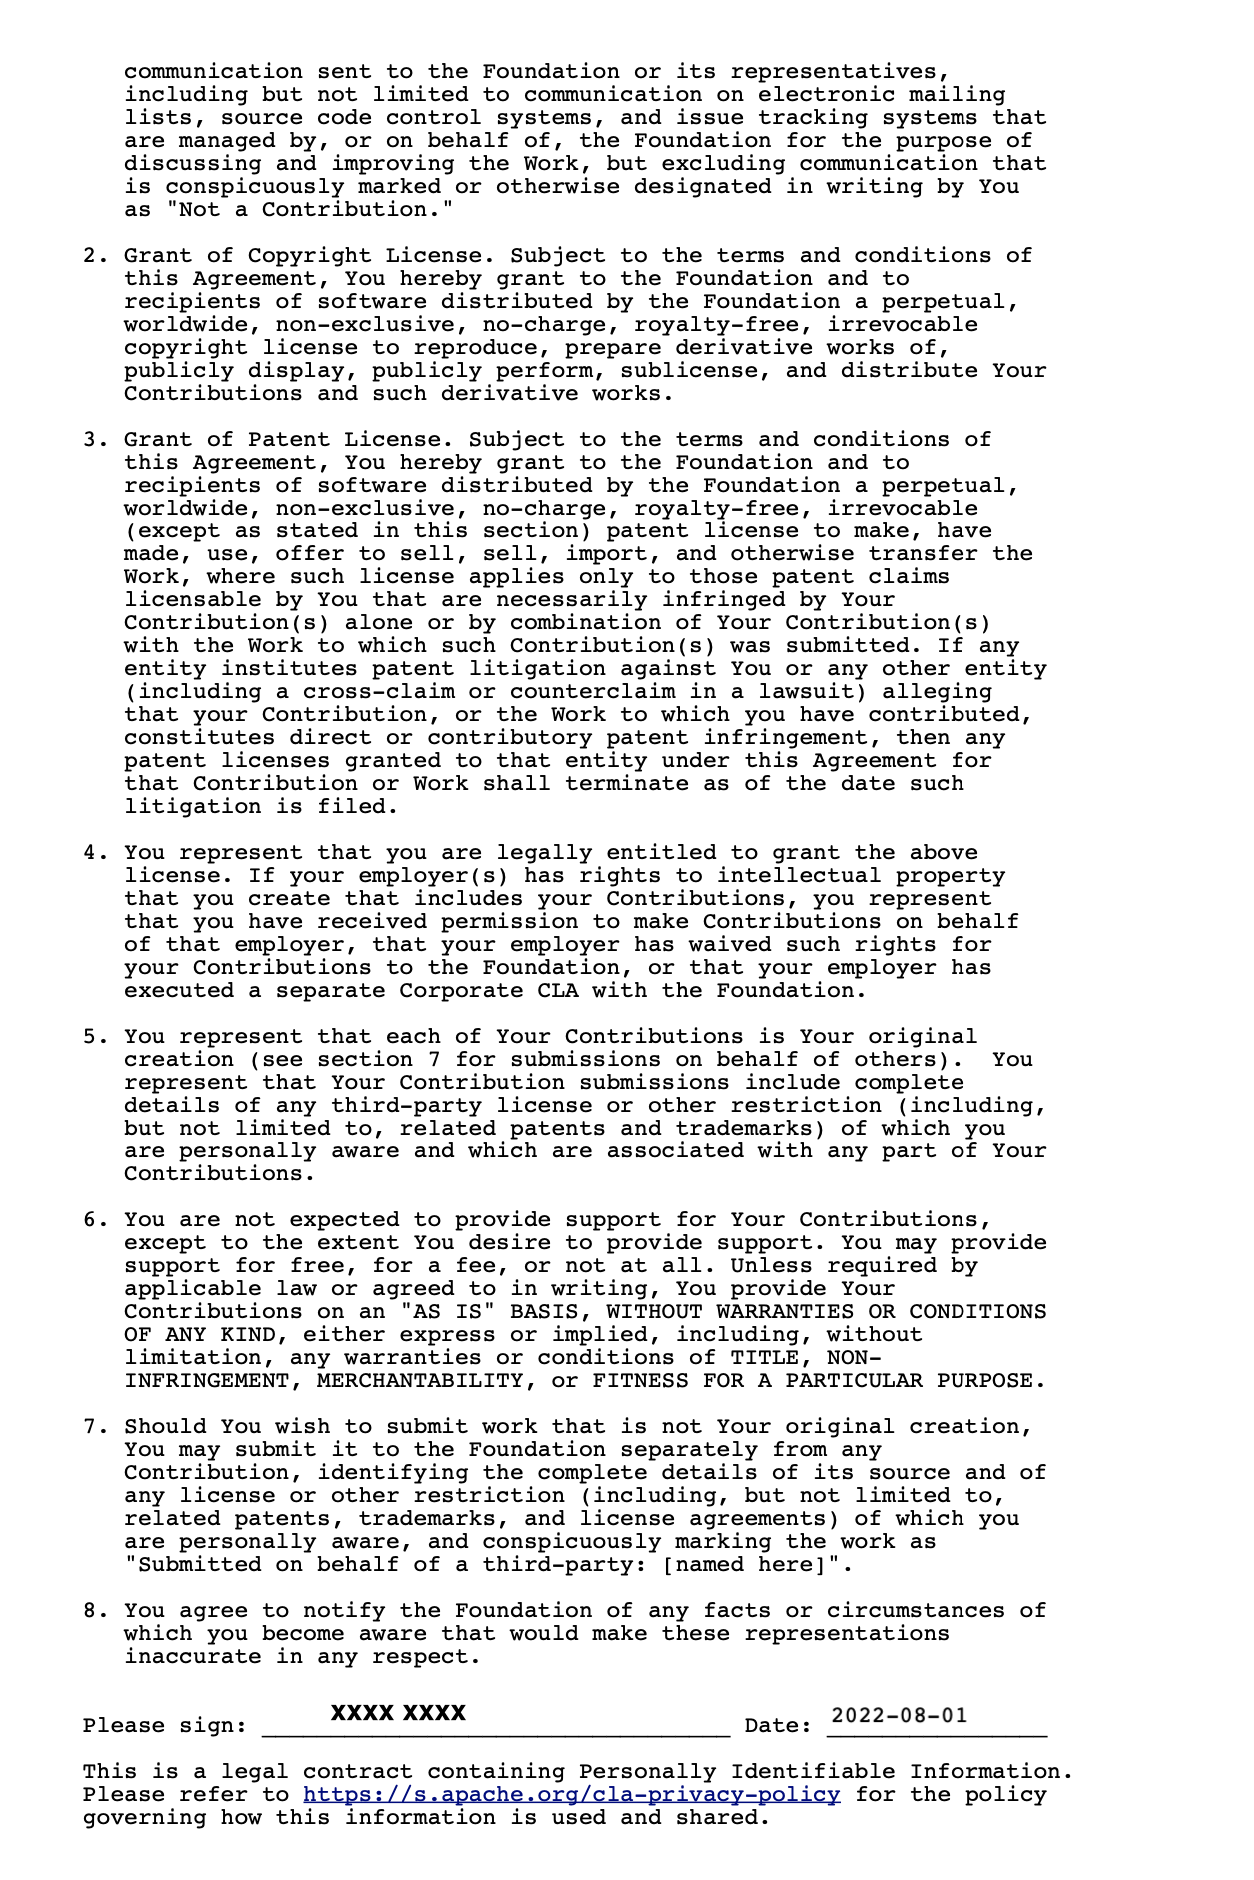 communication sent to the Foundation or its representatives,
including but not limited to communication on electronic mailing
lists, source code control systems, and issue tracking systems that
are managed by, or on behalf of, the Foundation for the purpose of
discussing and improving the Work, but excluding communication that
is conspicuously marked or otherwise designated in writing by You
as "Not a Contribution."
2. Grant of Copyright License. Subject to the terms and conditions of
this Agreement, You hereby grant to the Foundation and to
recipients of software distributed by the Foundation a perpetual,
worldwide, non-exclusive, no-charge, royalty-free, irrevocable
copyright license to reproduce, prepare derivative works of,
publicly display, publicly perform, sublicense, and distribute Your
Contributions and such derivative works.
3. Grant of Patent License. Subject to the terms and conditions of
this Agreement, You hereby grant to the Foundation and to
recipients of software distributed by the Foundation a perpetual,
worldwide, non-exclusive, no-charge, royalty-free, irrevocable
(except as stated in this section) patent license to make, have
made, use, offer to sell, sell, import, and otherwise transfer the
Work, where such license applies only to those patent claims
licensable by You that are necessarily infringed by Your
Contribution(s) alone or by combination of Your Contribution(s)
with the Work to which such Contribution(s) was submitted. If any
entity institutes patent litigation against You or any other entity
(including a cross-claim or counterclaim in a lawsuit) alleging
that your Contribution, or the Work to which you have contributed,
constitutes direct or contributory patent infringement, then any
patent licenses granted to that entity under this Agreement for
that Contribution or Work shall terminate as of the date such
litigation is filed.
4. You represent that you are legally entitled to grant the above
license. If your employer(s) has rights to intellectual property
that you create that includes your Contributions, you represent
that you have received permission to make Contributions on behalf
of that employer, that your employer has waived such rights for
your Contributions to the Foundation, or that your employer has
executed a separate Corporate CLA with the Foundation.
5. You represent that each of Your Contributions is Your original
creation (see section 7 for submissions on behalf of others).  You
represent that Your Contribution submissions include complete
details of any third-party license or other restriction (including,
but not limited to, related patents and trademarks) of which you
are personally aware and which are associated with any part of Your
Contributions.
6. You are not expected to provide support for Your Contributions,
except to the extent You desire to provide support. You may provide
support for free, for a fee, or not at all. Unless required by
applicable law or agreed to in writing, You provide Your
Contributions on an "AS IS" BASIS, WITHOUT WARRANTIES OR CONDITIONS
OF ANY KIND, either express or implied, including, without
limitation, any warranties or conditions of TITLE, NON-
INFRINGEMENT, MERCHANTABILITY, or FITNESS FOR A PARTICULAR PURPOSE.
7. Should You wish to submit work that is not Your original creation,
You may submit it to the Foundation separately from any
Contribution, identifying the complete details of its source and of
any license or other restriction (including, but not limited to,
related patents, trademarks, and license agreements) of which you
are personally aware, and conspicuously marking the work as
"Submitted on behalf of a third-party: [named here]".
8. You agree to notify the Foundation of any facts or circumstances of
which you become aware that would make these representations
inaccurate in any respect.
Please sign: XXXX XXXX Date: 2022-08-01
This is a legal contract containing Personally Identifiable Information.
Please refer to https://s.apache.org/cla-privacy-policy for the policy
governing how this information is used and shared.